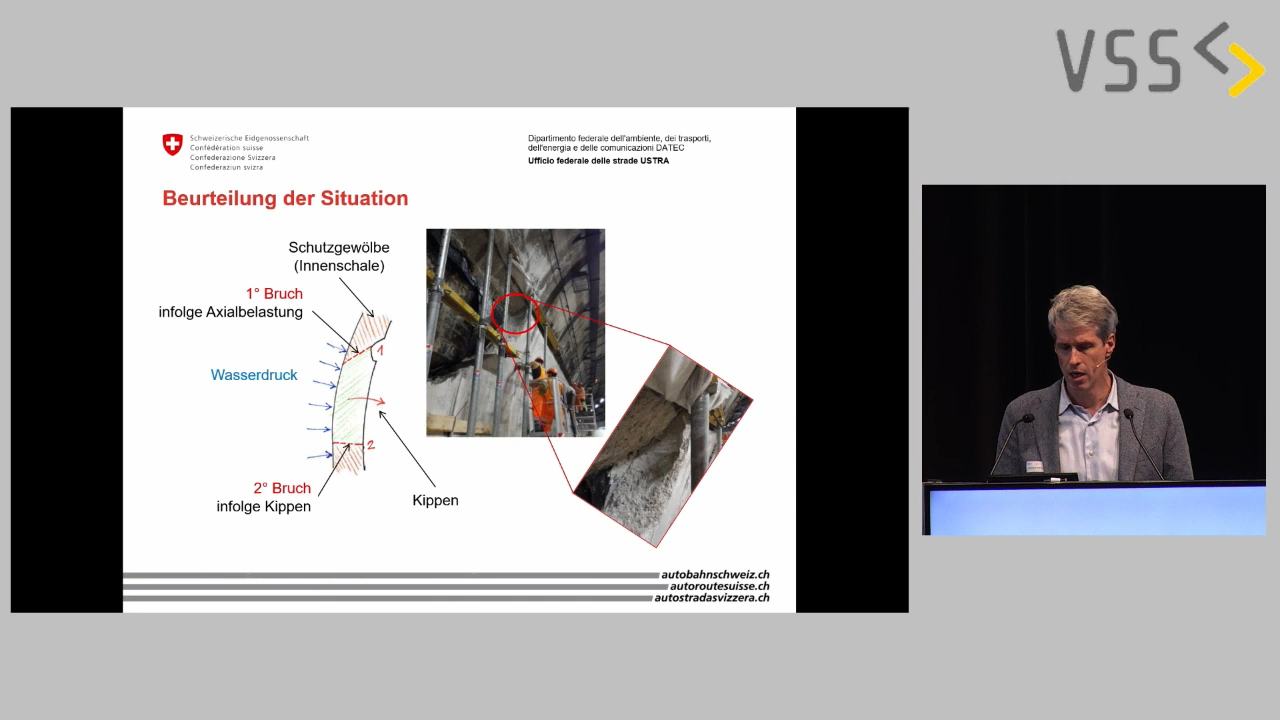 VSS
Schweizerische Eidgenossenschaft
Confédération suisse
Confederazione Svizzera
Confederaziun svizra
Dipartimento federale dell'ambiente, dei trasporti,
dell'energia e delle comunicazioni DATEC
Ufficio federale delle strade USTRA
Beurteilung der Situation
Schutzgewölbe
(Innenschale)
1° Bruch
infolge Axialbelastung
1
Wasserdruck
2
2° Bruch
infolge Kippen
Kippen
autobahnschweiz.ch
autoroutesuisse.ch
autostradasvizzera.ch